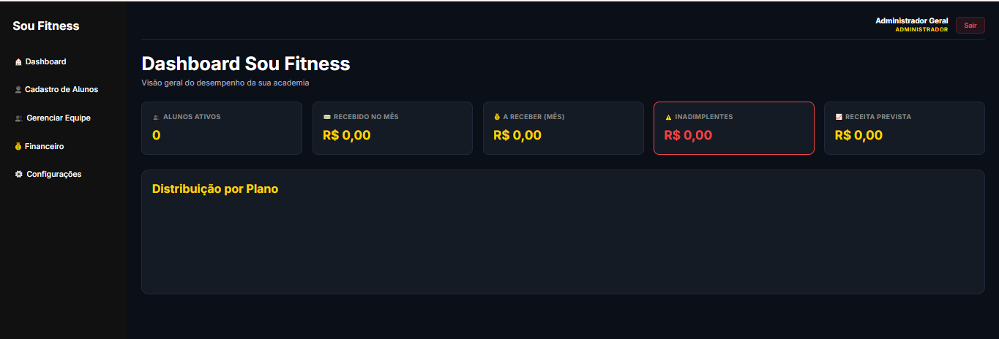 Sou Fitness
Dashboard
Cadastro de Alunos
Gerenciar Equipe
Financeiro
Configurações
Administrador Geral
ADMINISTRADOR
Sair
Dashboard Sou Fitness
Visão geral do desempenho da sua academia
ALUNOS ATIVOS
0
RECEBIDO NO MÊS
R$ 0,00
A RECEBER (MÊS)
R$ 0,00
INADIMPLENTES
R$ 0,00
RECEITA PREVISTA
R$ 0,00
Distribuição por Plano